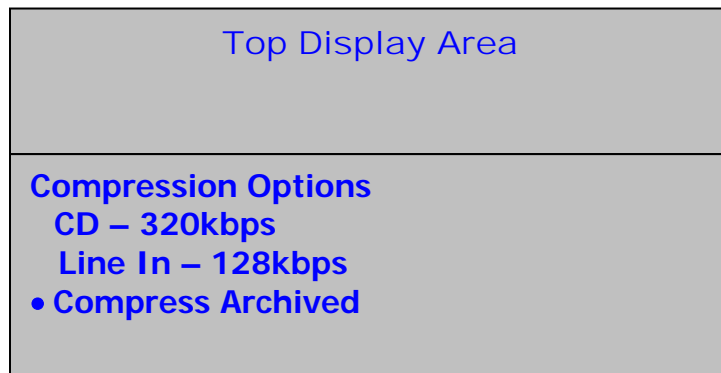 Top Display Area
Compression Options
CD – 320kbps
Line In – 128kbps
• Compress Archived